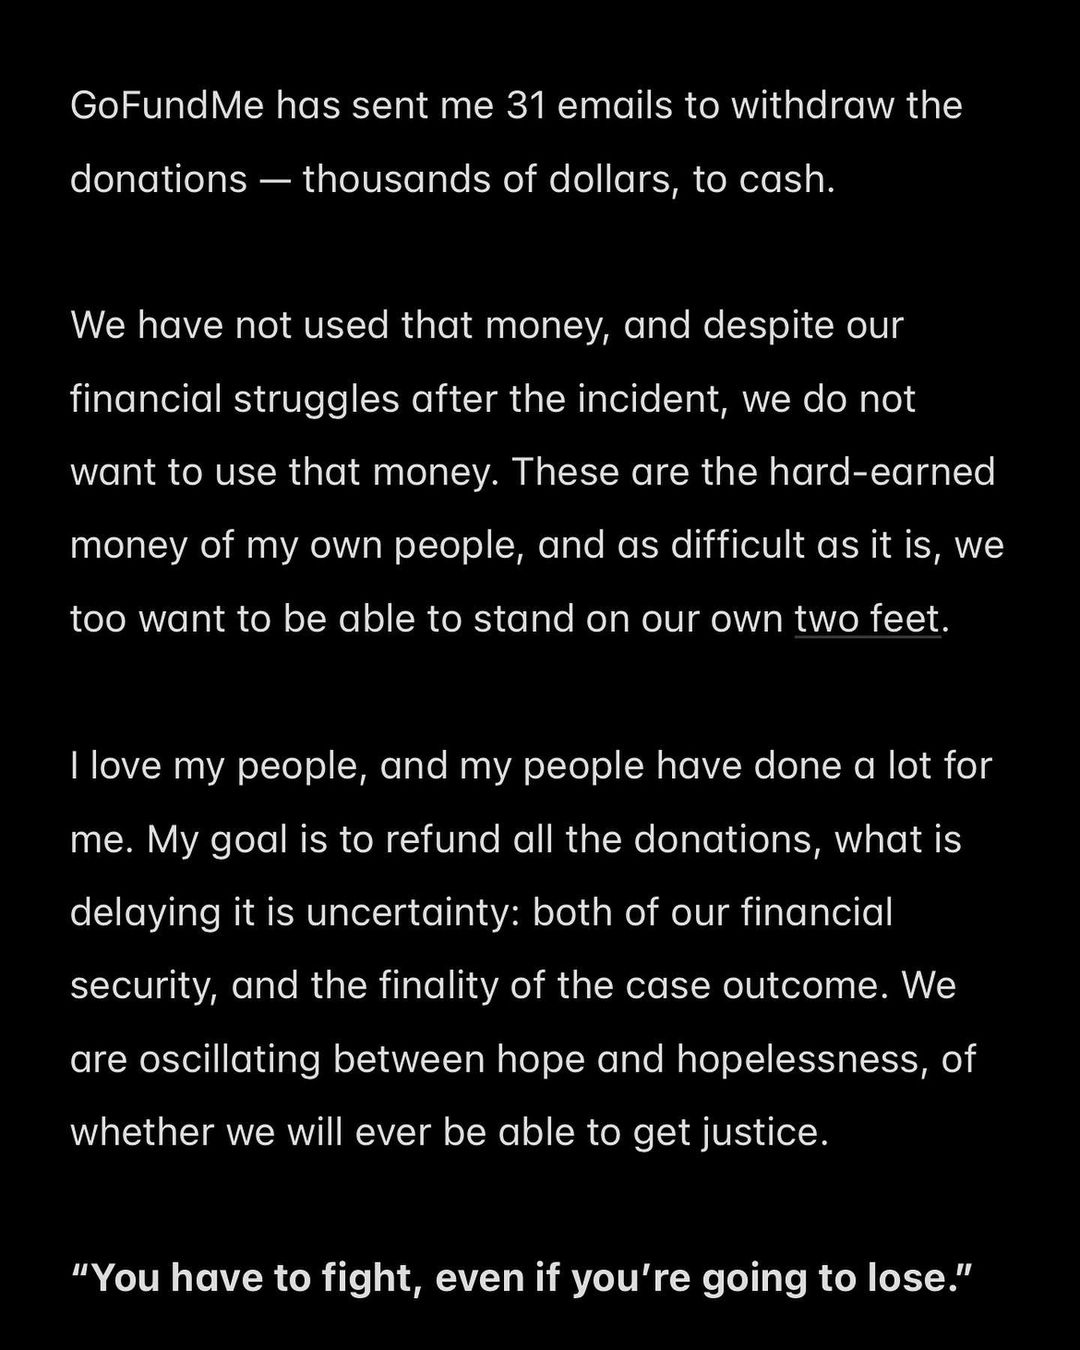 GoFundMe has sent me 31 emails to withdraw the
donations — thousands of dollars, to cash.
We have not used that money, and despite our
financial struggles after the incident, we do not
want to use that money. These are the hard-earned
money of my own people, and as difficult as it is, we
too want to be able to stand on our own two feet.
I love my people, and my people have done a lot for
me. My goal is to refund all the donations, what is
delaying it is uncertainty: both of our financial
security, and the finality of the case outcome. We
are oscillating between hope and hopelessness, of
whether we will ever be able to get justice.
“You have to fight, even if you’re going to lose.”